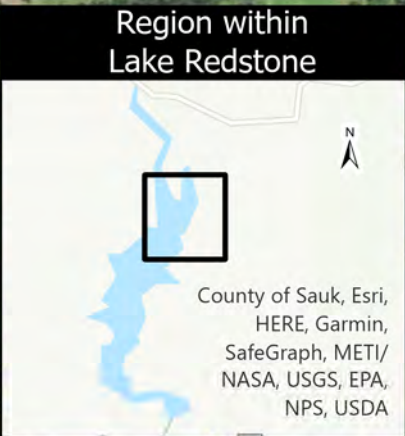 Region within
Lake Redstone
N
County of Sauk, Esri,
HERE, Garmin,
SafeGraph, METI/
NASA, USGS, EPA,
NPS, USDA